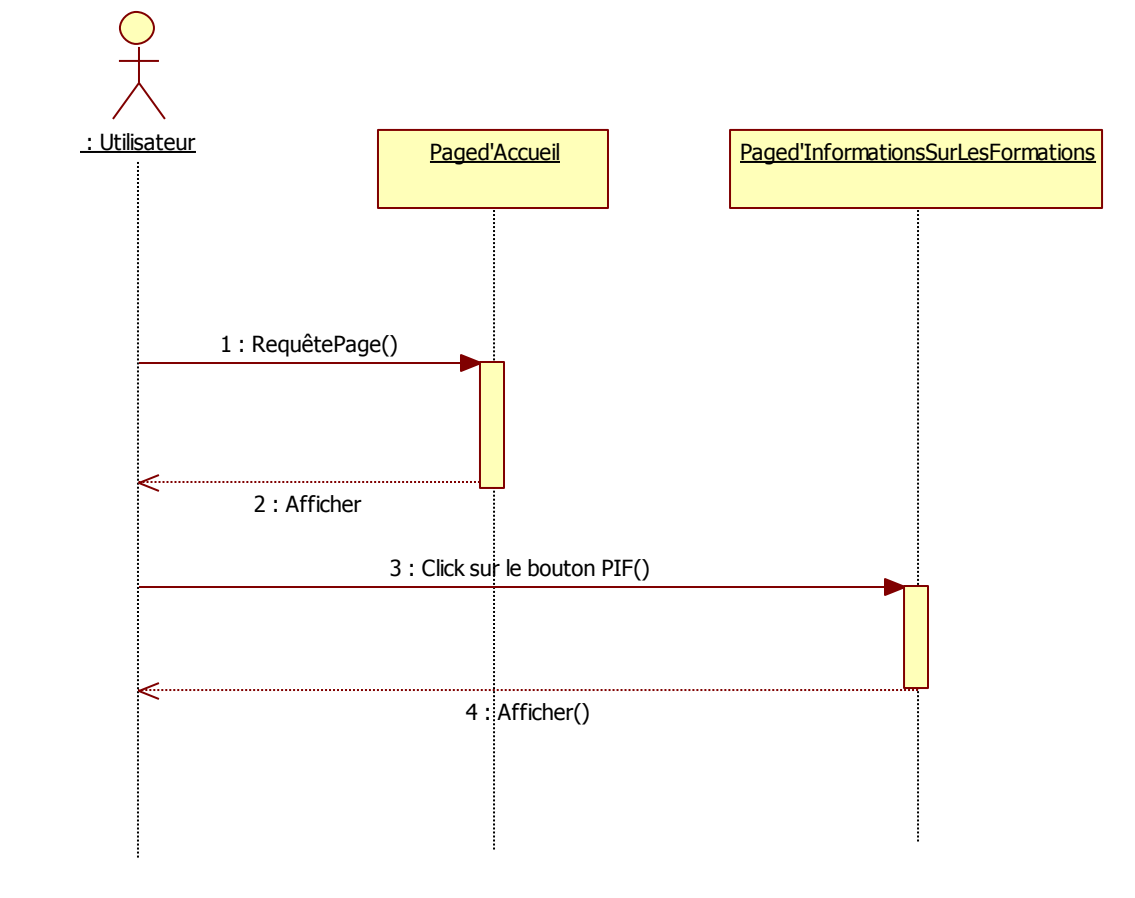 : Utilisateur
Paged'Accueil
Paged'InformationsSurLesFormations
1 : RequêtePage()
2 : Afficher
3 : Click sur le bouton PIF()
4 : Afficher()